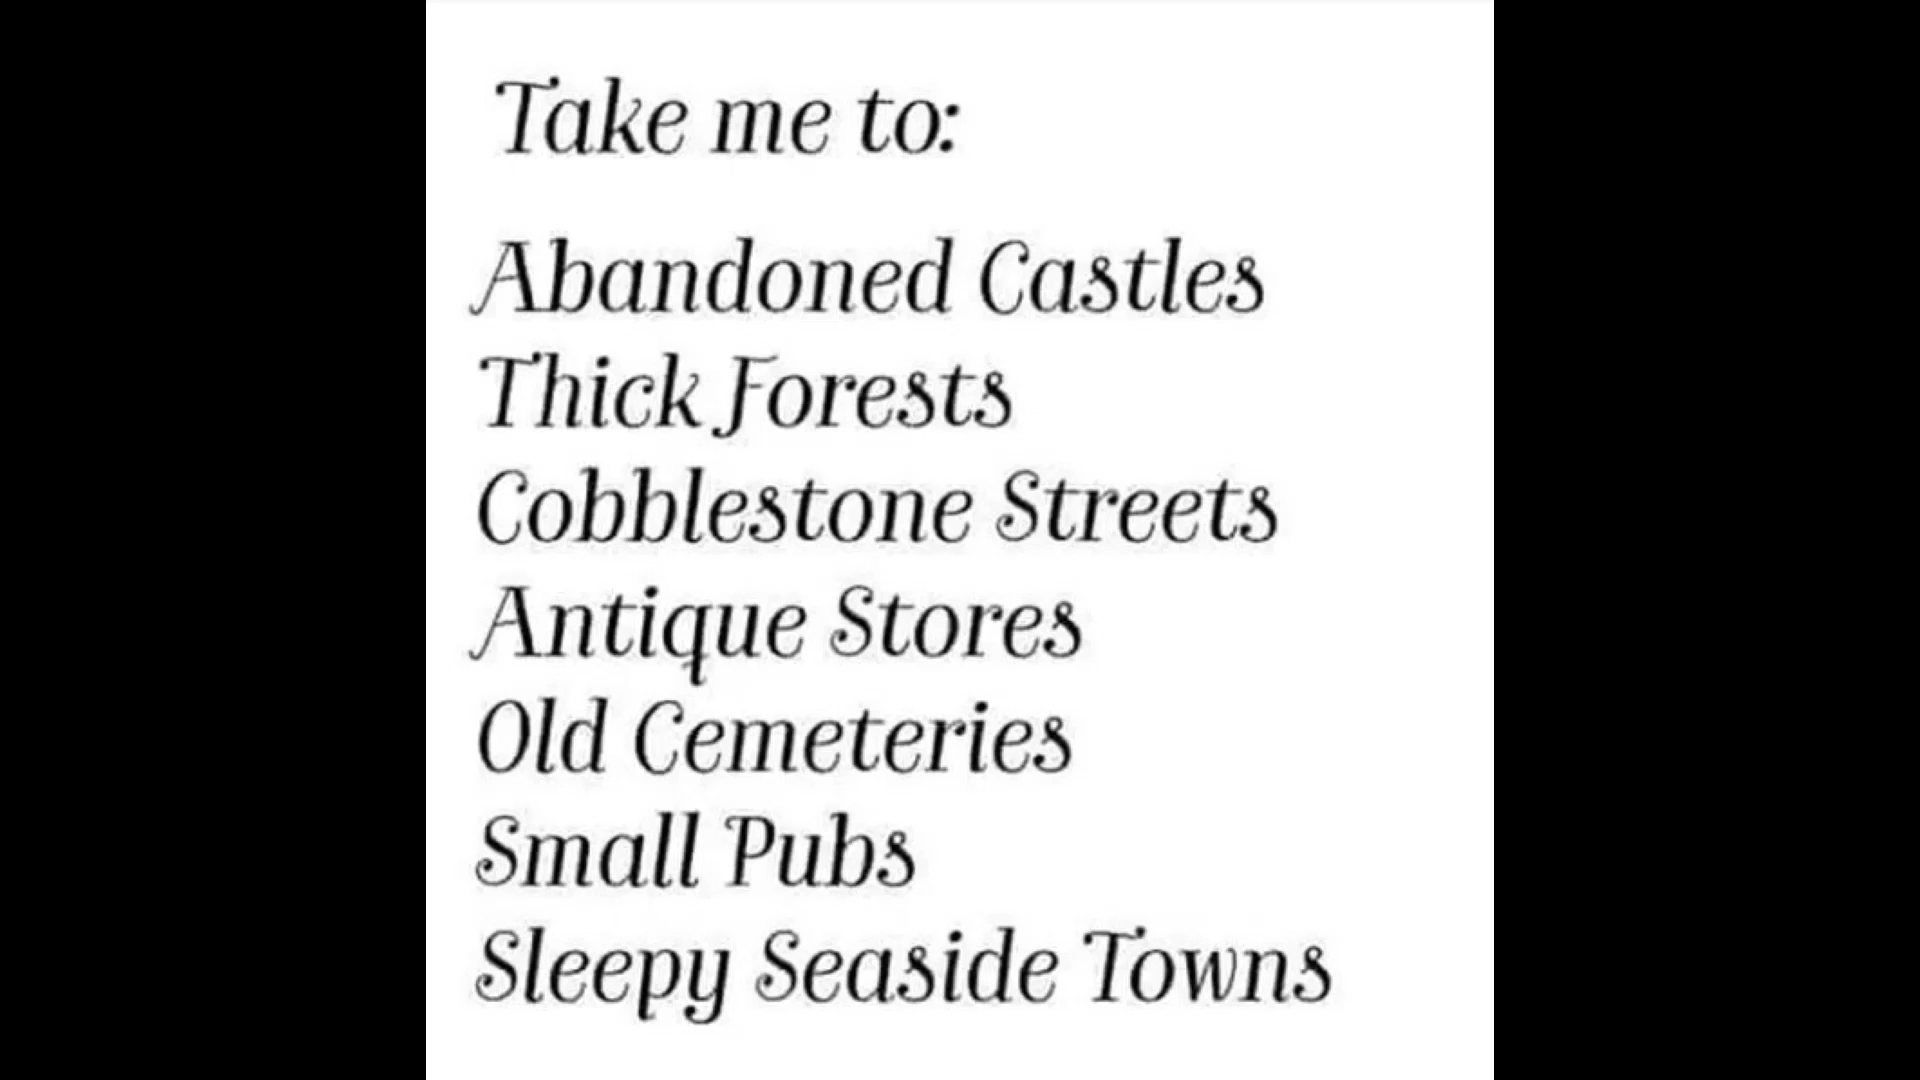 Take me to:
Abandoned Castles
Thick Forests
Cobblestone Streets
Antique Stores
Old Cemeteries
Small Pubs
Sleepy Seaside Towns